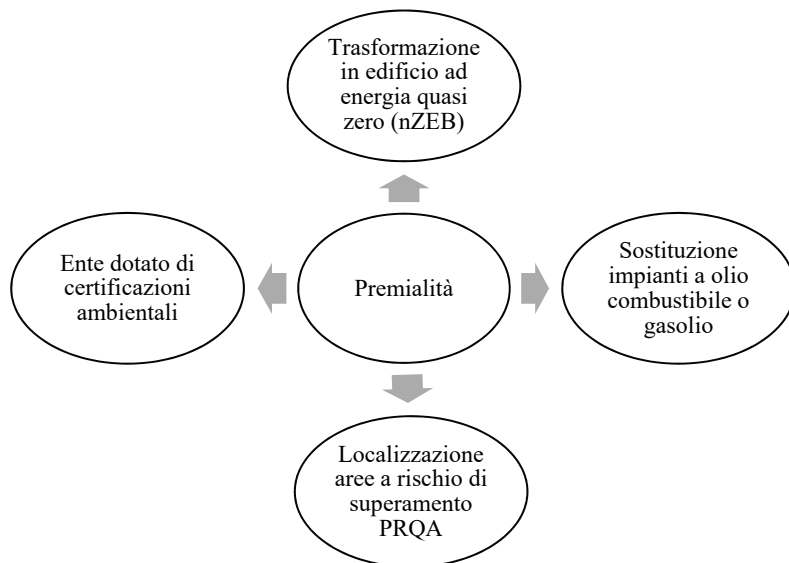 Trasformazione
in edificio ad
energia quasi
zero (nZEB)
Ente dotato di
certificazioni
ambientali
Premialità
Sostituzione
impianti a olio
combustibile o
gasolio
Localizzazione
aree a rischio di
superamento
PRQA